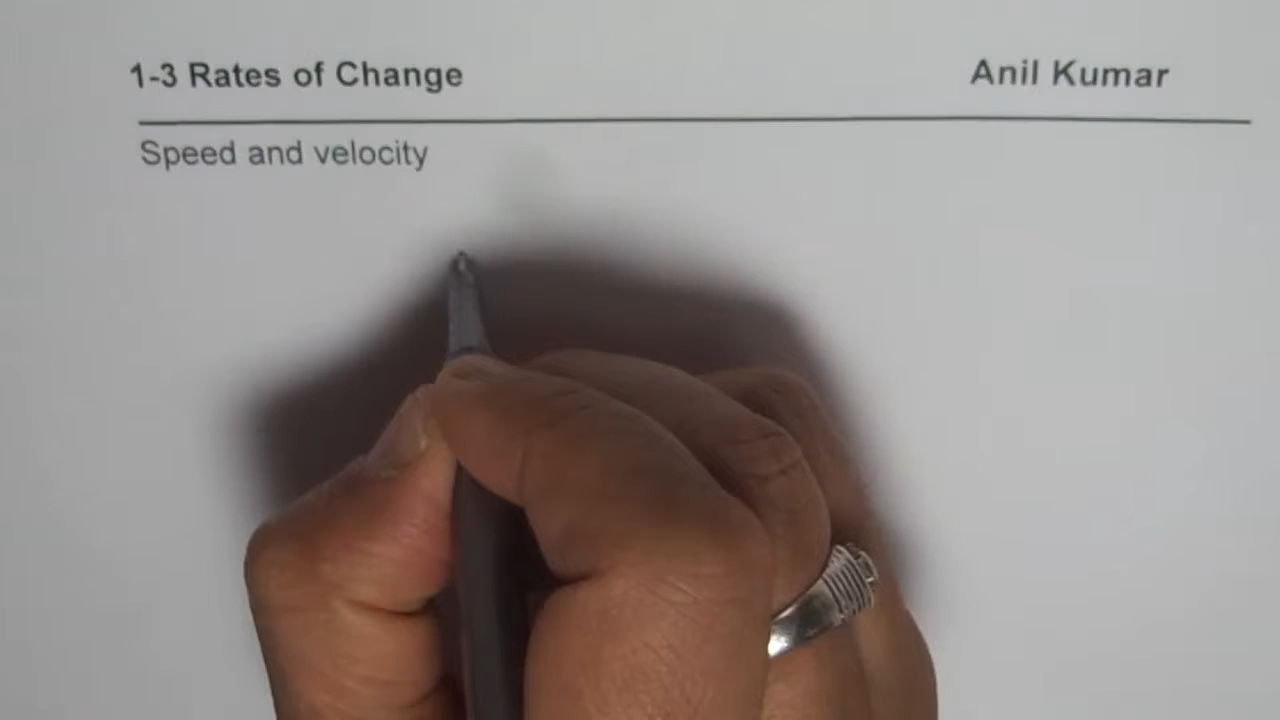 1-3 Rates of Change Anil Kumar
Speed and velocity